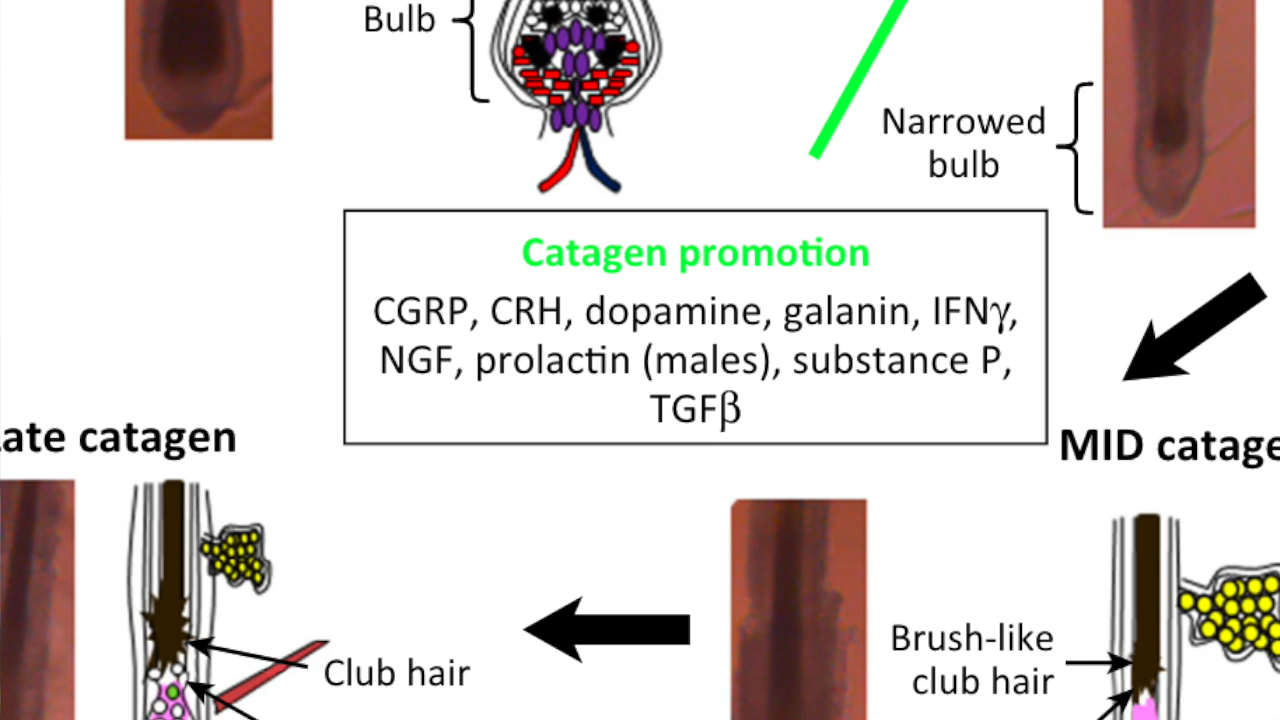 Bulb
Narrowed
bulb
Catagen promotion
CGRP, CRH, dopamine, galanin, IFNγ,
NGF, prolactin (males), substance P,
TGFβ
ate catagen
MID catage
Brush-like
club hair
Club hair